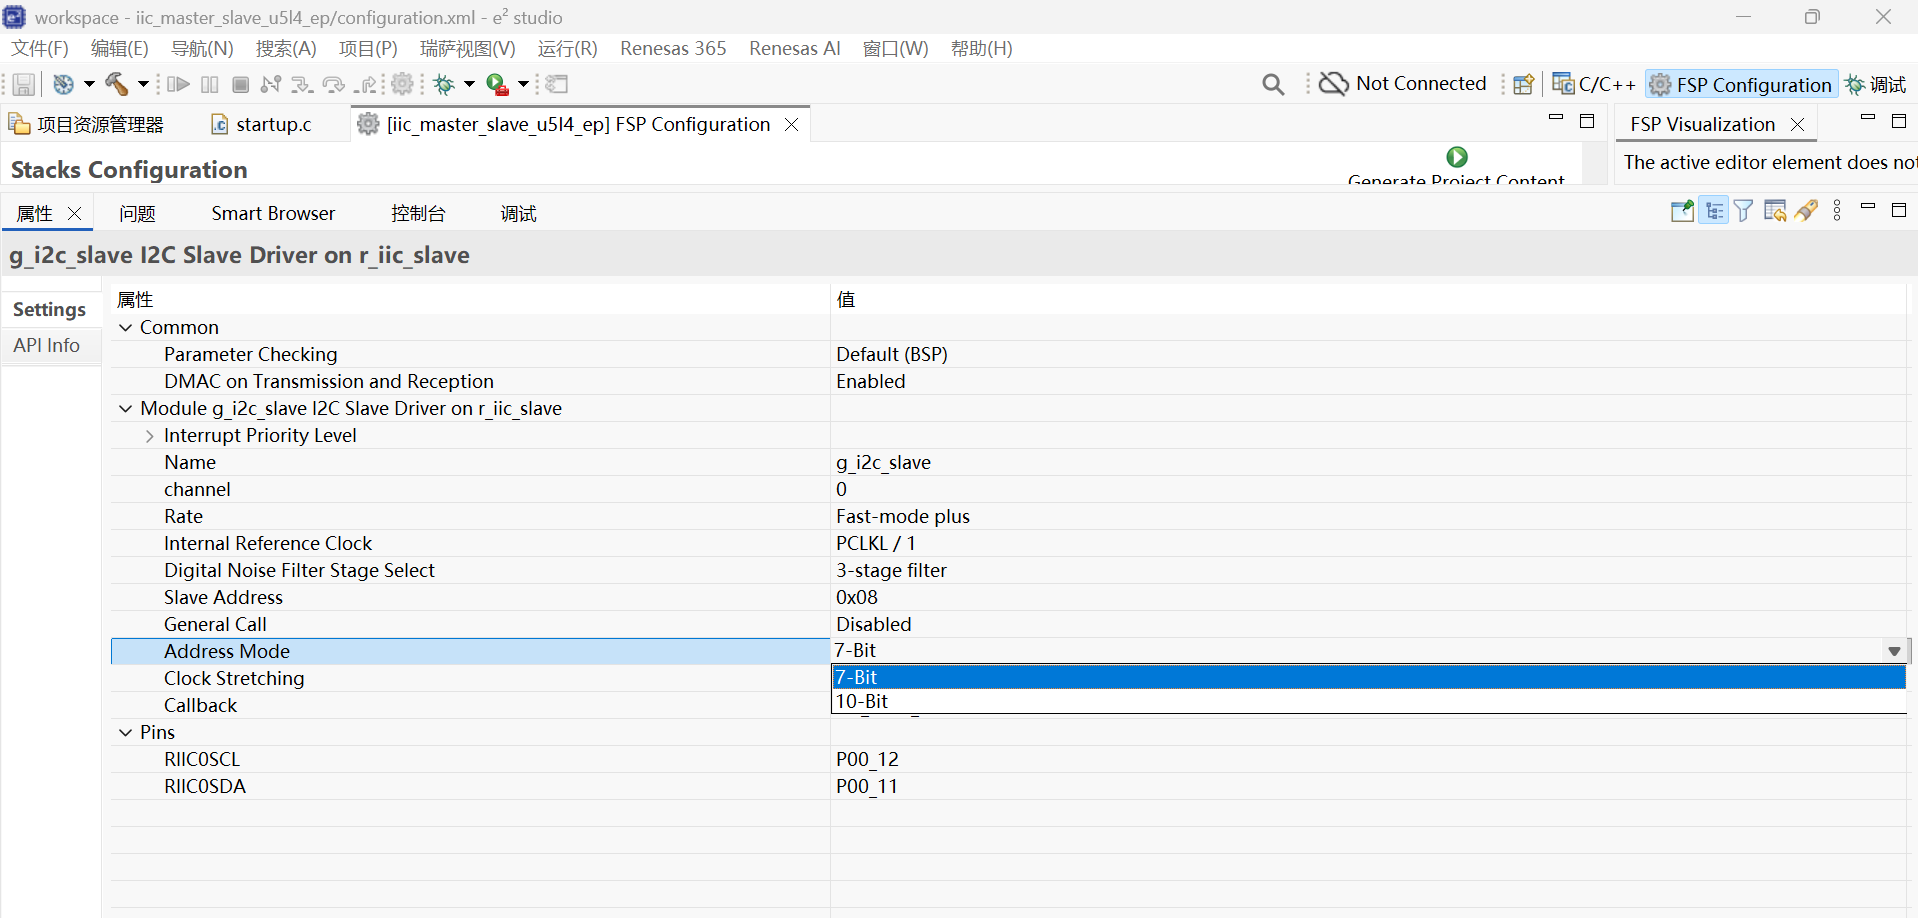 workspace - iic_master_slave_u5l4_ep/configuration.xml - e² studio
文件(F) 编辑(E) 导航(N) 搜索(A) 项目(P) 瑞萨视图(V) 运行(R) Renesas 365 Renesas AI 窗口(W) 帮助(H)
Not Connected C/C++ FSP Configuration 调试
项目资源管理器 startup.c [iic_master_slave_u5l4_ep] FSP Configuration FSP Visualization
Stacks Configuration Generate Project Content The active editor element does not
属性 问题 Smart Browser 控制台 调试
g_i2c_slave I2C Slave Driver on r_iic_slave
Settings
API Info
属性 值
Common
Parameter Checking Default (BSP)
DMAC on Transmission and Reception Enabled
Module g_i2c_slave I2C Slave Driver on r_iic_slave
Interrupt Priority Level
Name g_i2c_slave
channel 0
Rate Fast-mode plus
Internal Reference Clock PCLKL / 1
Digital Noise Filter Stage Select 3-stage filter
Slave Address 0x08
General Call Disabled
Address Mode 7-Bit
Clock Stretching 7-Bit
Callback 10-Bit
Pins
RIIC0SCL P00_12
RIIC0SDA P00_11